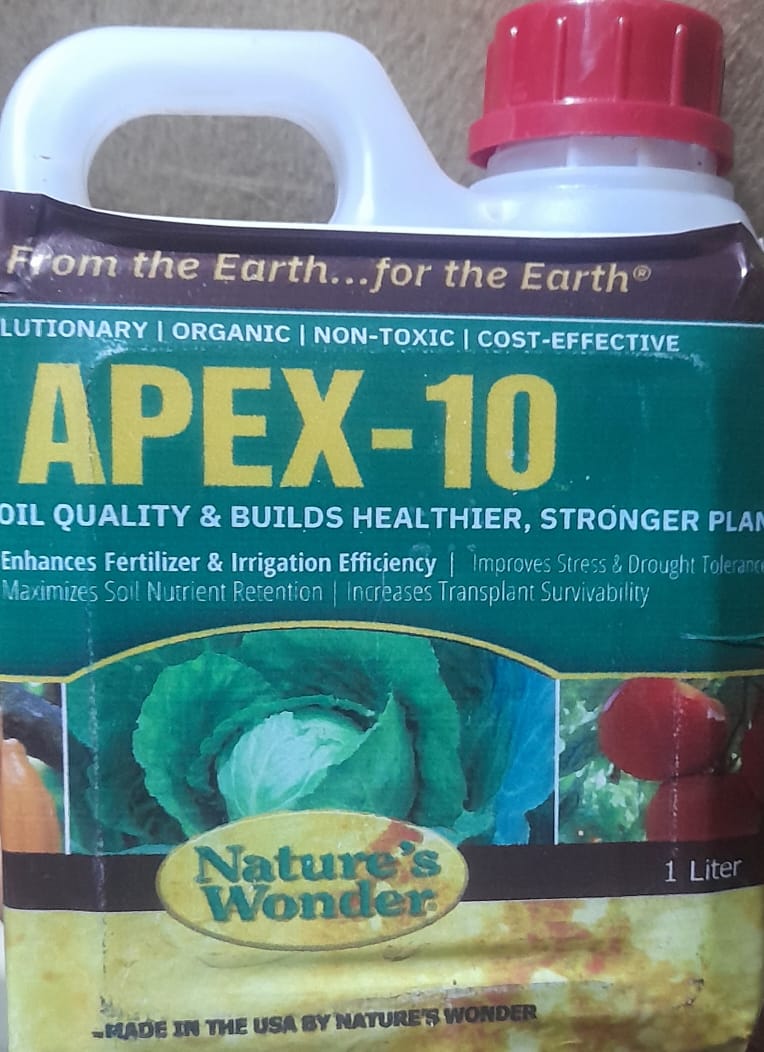 From the Earth...for the Earth®
LUTIONARY | ORGANIC | NON-TOXIC | COST-EFFECTIVE
APEX-10
OIL QUALITY & BUILDS HEALTHIER, STRONGER PLAN
Enhances Fertilizer & Irrigation Efficiency | Improves Stress & Drought Tolerance
Maximizes Soil Nutrient Retention | Increases Transplant Survivability
Nature's
Wonder
1 Liter
MADE IN THE USA BY NATURE'S WONDER